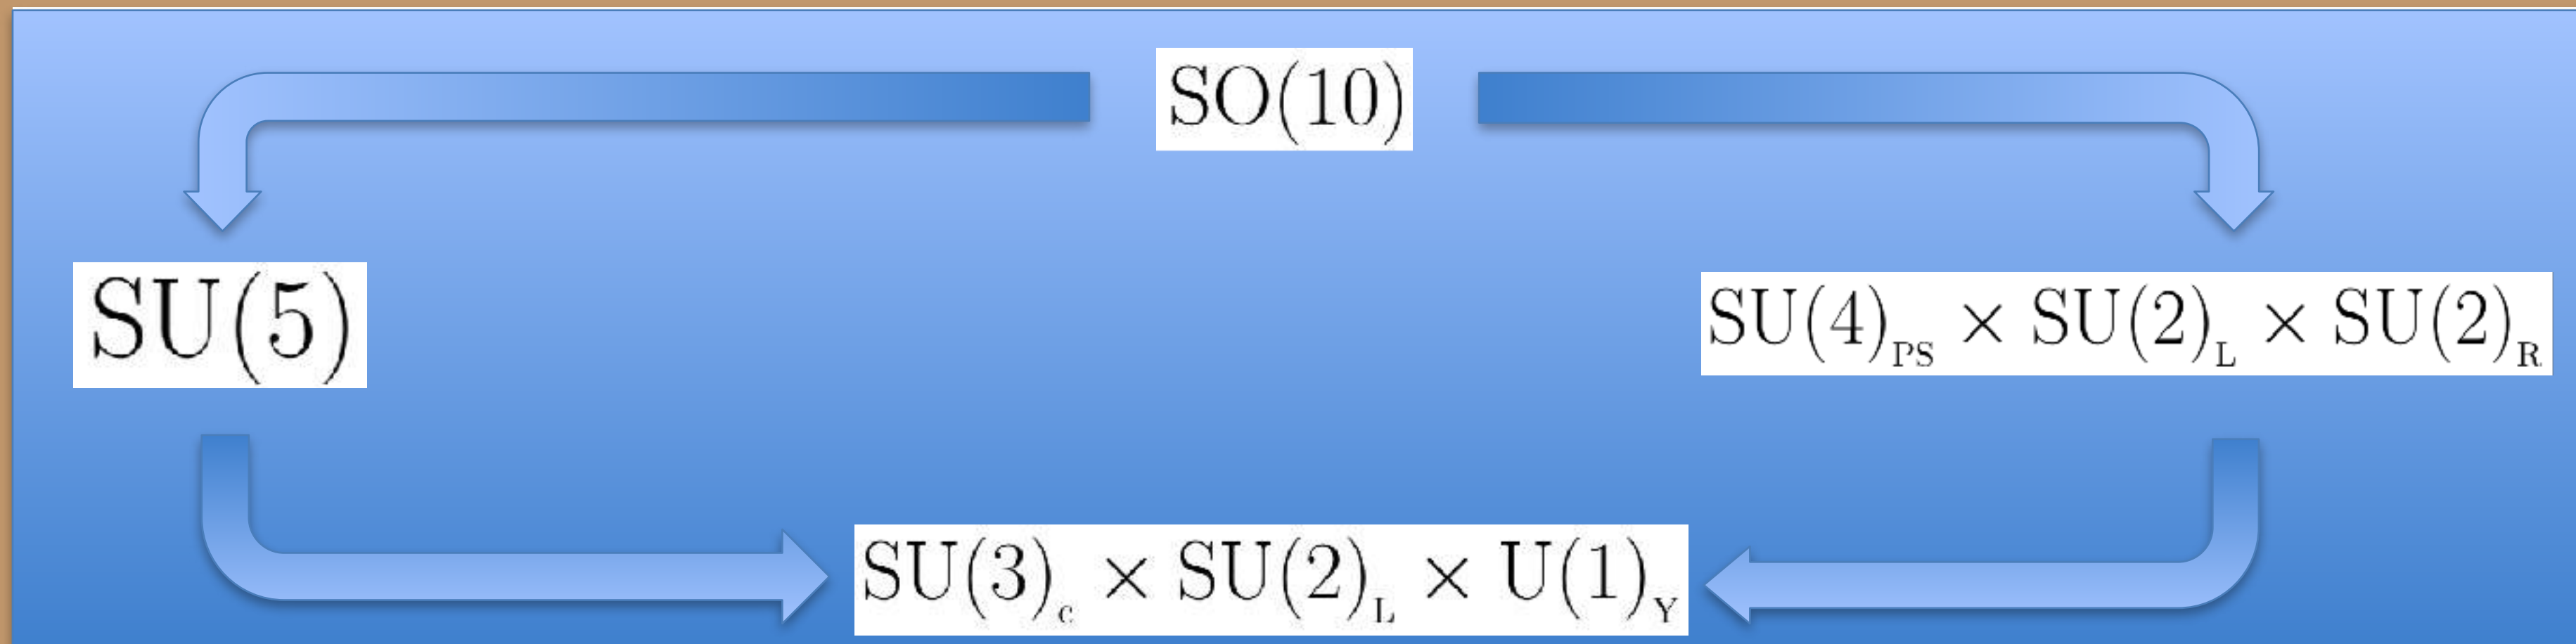 SO(10)
SU(5)
SU(4)_PS × SU(2)_L × SU(2)_R
SU(3)_c × SU(2)_L × U(1)_Y